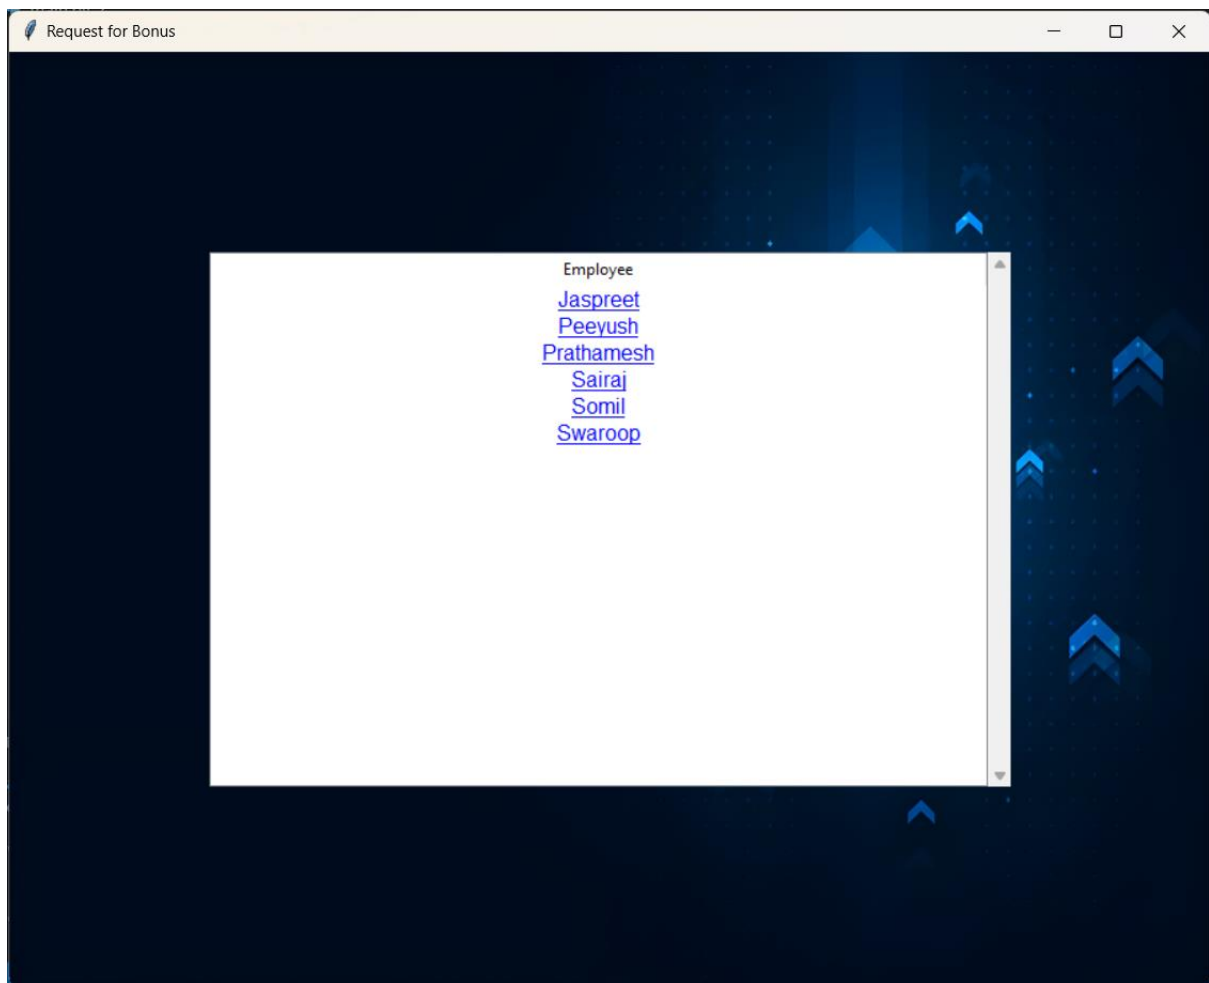 Request for Bonus
Employee
Jaspreet
Peeyush
Prathamesh
Sairaj
Somil
Swaroop